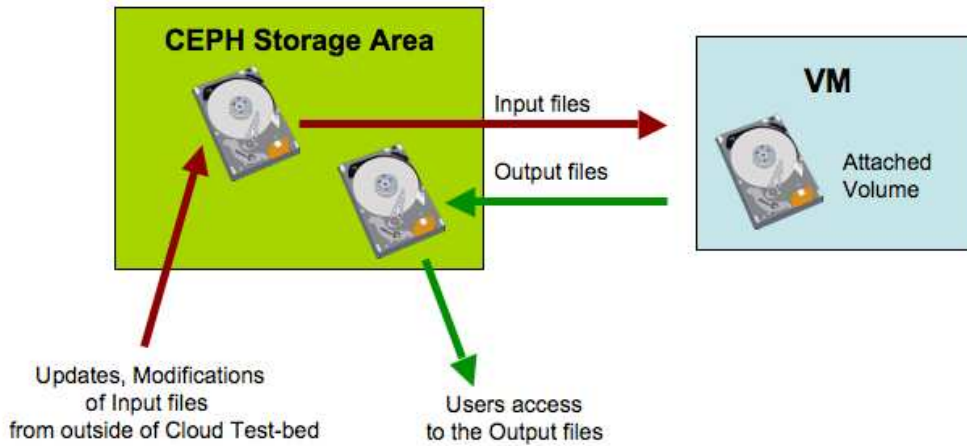 CEPH Storage Area
VM
Input files
Output files
Attached
Volume
Updates, Modifications
of Input files
from outside of Cloud Test-bed
Users access
to the Output files